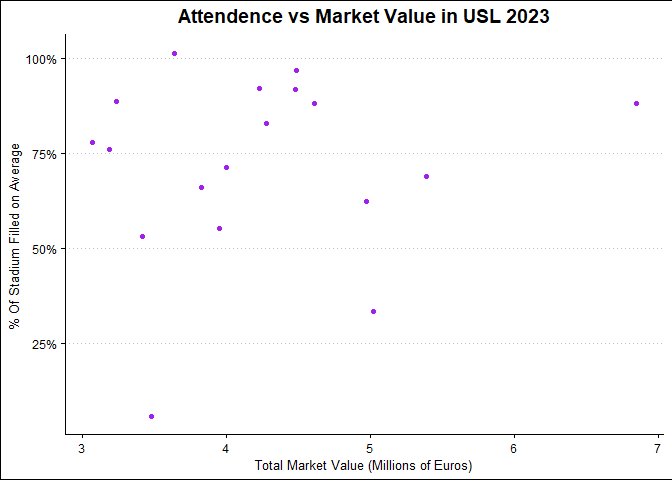 Attendence vs Market Value in USL 2023
100%
75%
50%
25%
% Of Stadium Filled on Average
3 4 5 6 7
Total Market Value (Millions of Euros)